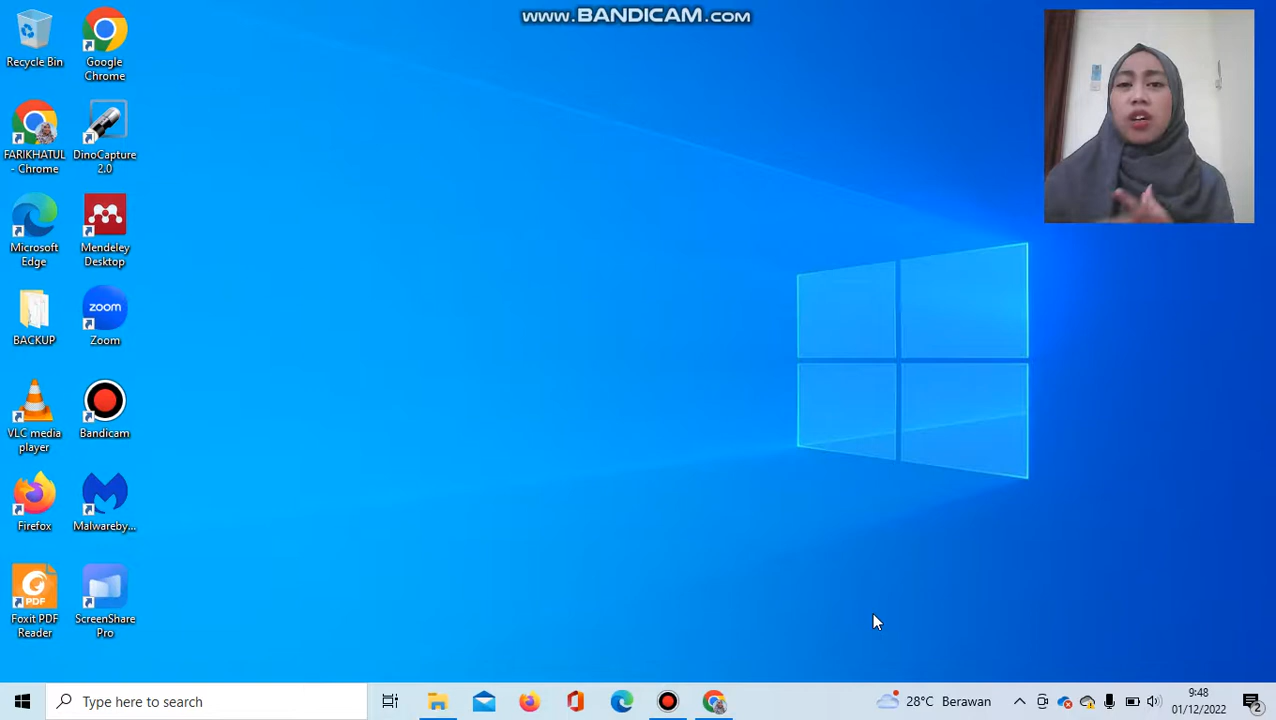 www.BANDICAM.com
Recycle Bin
Google
Chrome
FARIKHATUL
- Chrome
DinoCapture
2.0
Microsoft
Edge
Mendeley
Desktop
BACKUP
zoom
Zoom
VLC media
player
Bandicam
Firefox
Malwareby...
PDF
Foxit PDF
Reader
ScreenShare
Pro
Type here to search
28°C Berawan
9:48
01/12/2022
2